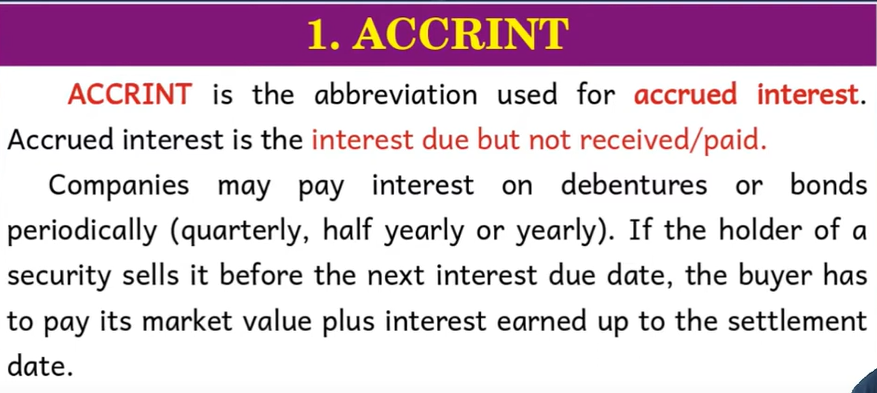 1. ACCRINT
ACCRINT is the abbreviation used for accrued interest.
Accrued interest is the interest due but not received/paid.
Companies may pay interest on debentures or bonds
periodically (quarterly, half yearly or yearly). If the holder of a
security sells it before the next interest due date, the buyer has
to pay its market value plus interest earned up to the settlement
date.